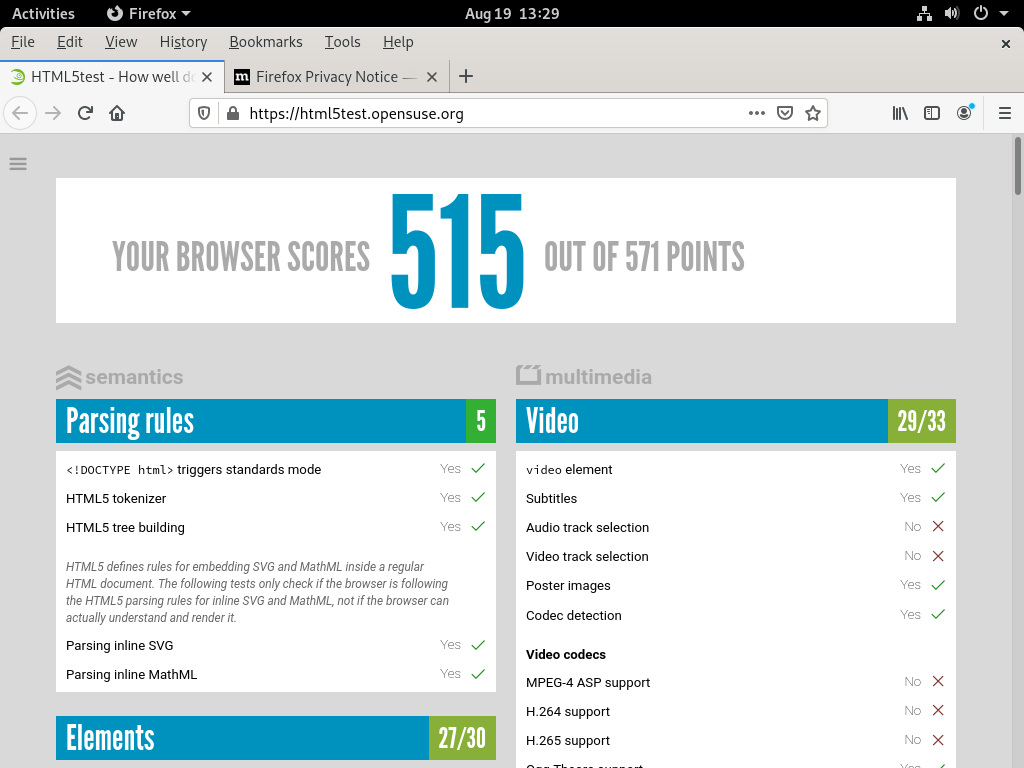 Activities Firefox Aug 19 13:29
File Edit View History Bookmarks Tools Help
HTML5test - How well do
Firefox Privacy Notice —
https://html5test.opensuse.org
YOUR BROWSER SCORES 515 OUT OF 571 POINTS
semantics
Parsing rules 5
<!DOCTYPE html> triggers standards mode Yes
HTML5 tokenizer Yes
HTML5 tree building Yes
HTML5 defines rules for embedding SVG and MathML inside a regular
HTML document. The following tests only check if the browser is following
the HTML5 parsing rules for inline SVG and MathML, not if the browser can
actually understand and render it.
Parsing inline SVG Yes
Parsing inline MathML Yes
Elements 27/30
multimedia
Video 29/33
video element Yes
Subtitles Yes
Audio track selection No
Video track selection No
Poster images Yes
Codec detection Yes
Video codecs
MPEG-4 ASP support No
H.264 support No
H.265 support No